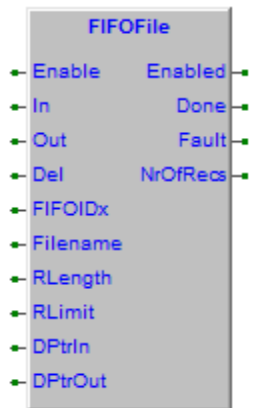 FIFOFile
Enable Enabled
In Done
Out Fault
Del NrOfRecs
FIFOIDx
Filename
RLength
RLimit
DPtrIn
DPtrOut